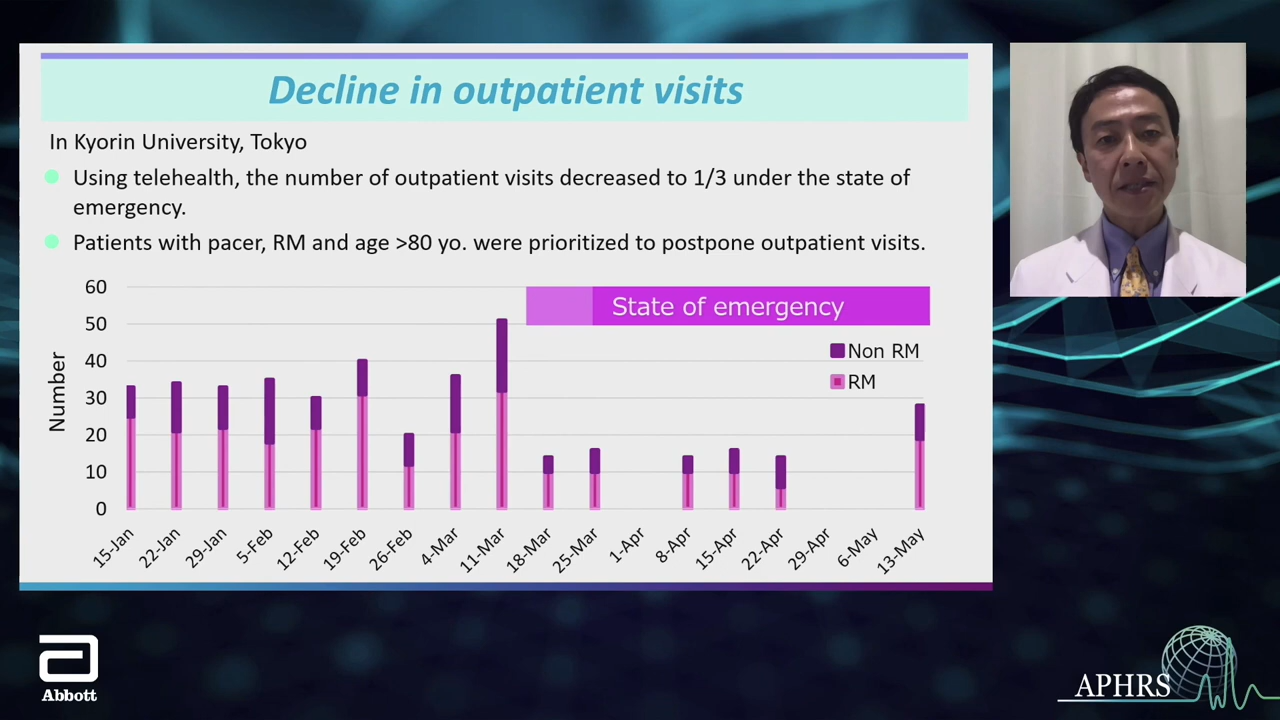 Decline in outpatient visits
In Kyorin University, Tokyo
Using telehealth, the number of outpatient visits decreased to 1/3 under the state of
emergency.
Patients with pacer, RM and age >80 yo. were prioritized to postpone outpatient visits.
60
50
40
30
20
10
0
Number
State of emergency
Non RM
RM
15-Jan
22-Jan
29-Jan
5-Feb
12-Feb
19-Feb
26-Feb
4-Mar
11-Mar
18-Mar
25-Mar
1-Apr
8-Apr
15-Apr
22-Apr
29-Apr
6-May
13-May
Abbott
APHRS